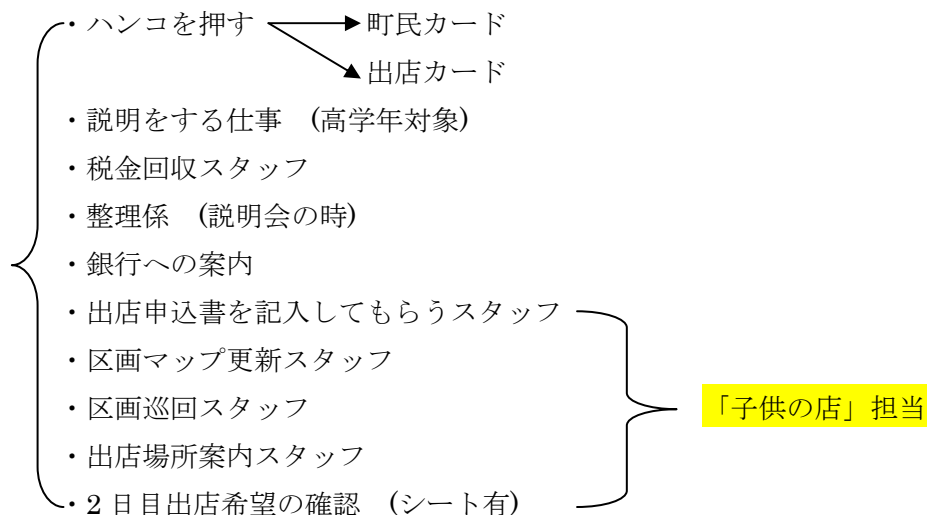 ・ハンコを押す 町民カード
出店カード
・説明をする仕事 (高学年対象)
・税金回収スタッフ
・整理係 (説明会の時)
・銀行への案内
・出店申込書を記入してもらうスタッフ
・区画マップ更新スタッフ
・区画巡回スタッフ
「子供の店」担当
・出店場所案内スタッフ
・2日目出店希望の確認 (シート有)